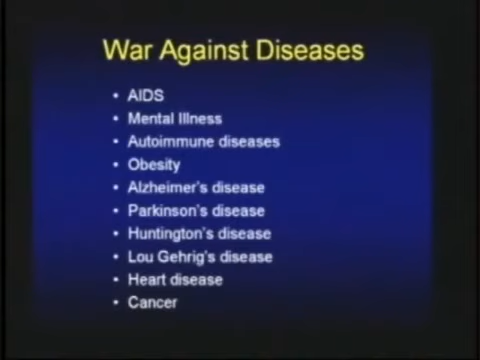 War Against Diseases
• AIDS
• Mental Illness
• Autoimmune diseases
• Obesity
• Alzheimer's disease
• Parkinson's disease
• Huntington's disease
• Lou Gehrig's disease
• Heart disease
• Cancer